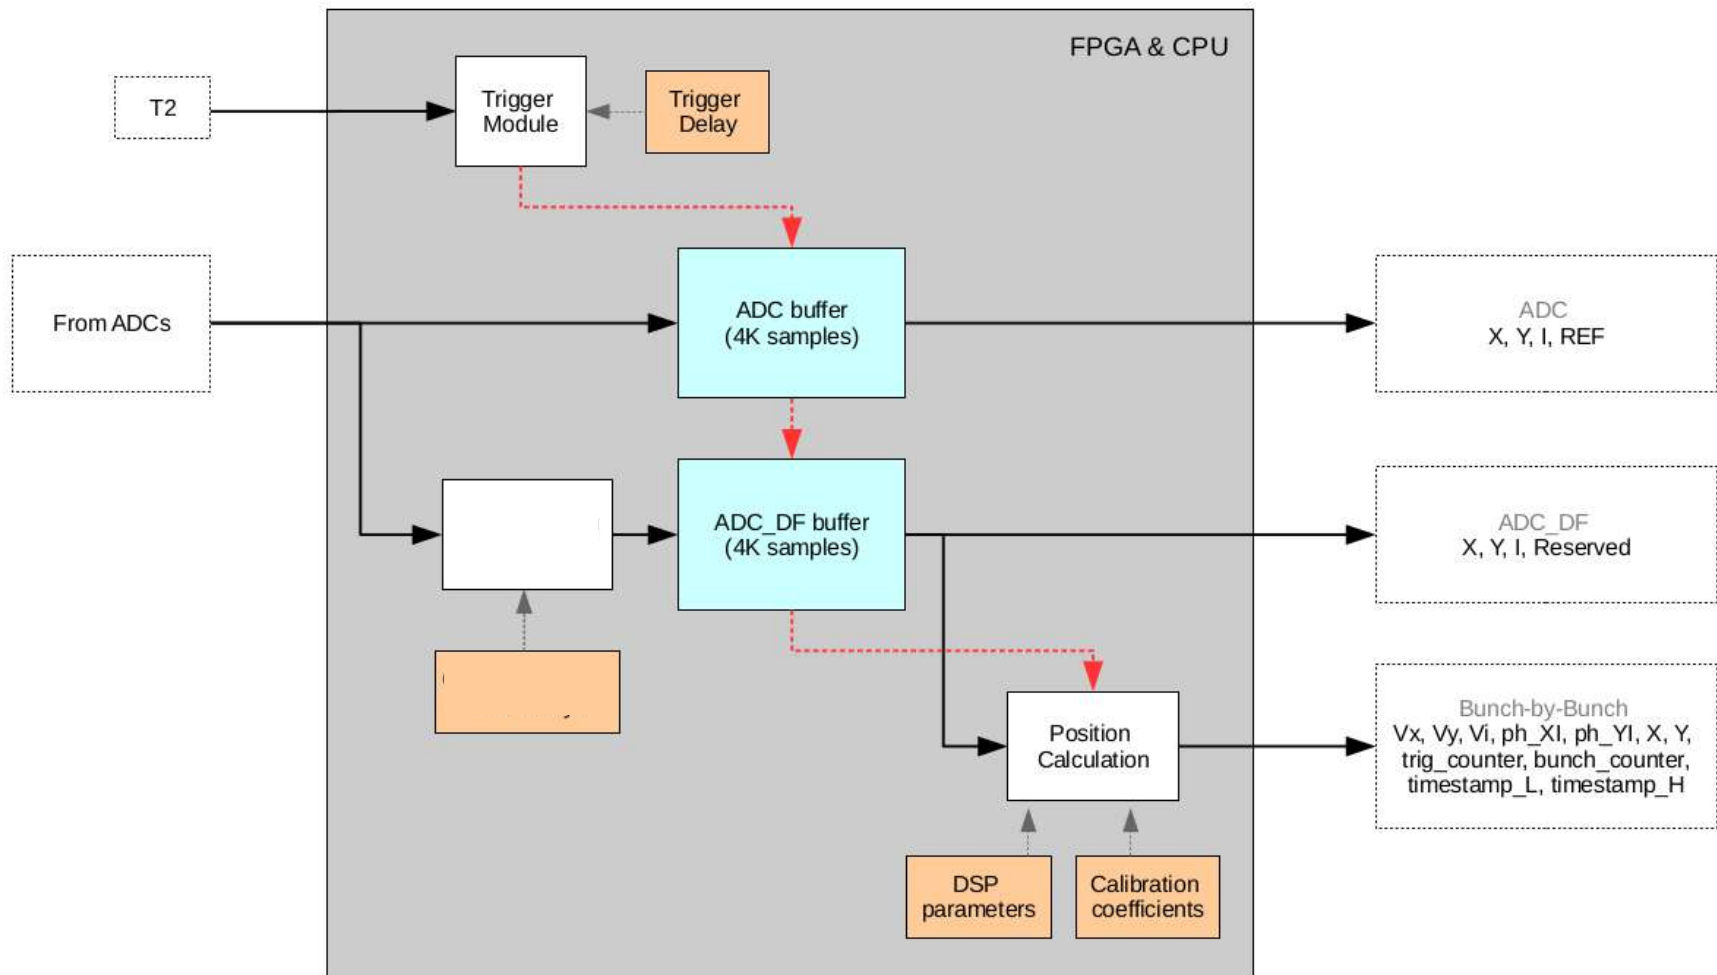 FPGA & CPU
T2
Trigger
Module
Trigger
Delay
From ADCs
ADC buffer
(4K samples)
ADC
X, Y, I, REF
ADC_DF buffer
(4K samples)
ADC_DF
X, Y, I, Reserved
Position
Calculation
Bunch-by-Bunch
Vx, Vy, Vi, ph_XI, ph_YI, X, Y,
trig_counter, bunch_counter,
timestamp_L, timestamp_H
DSP
parameters
Calibration
coefficients